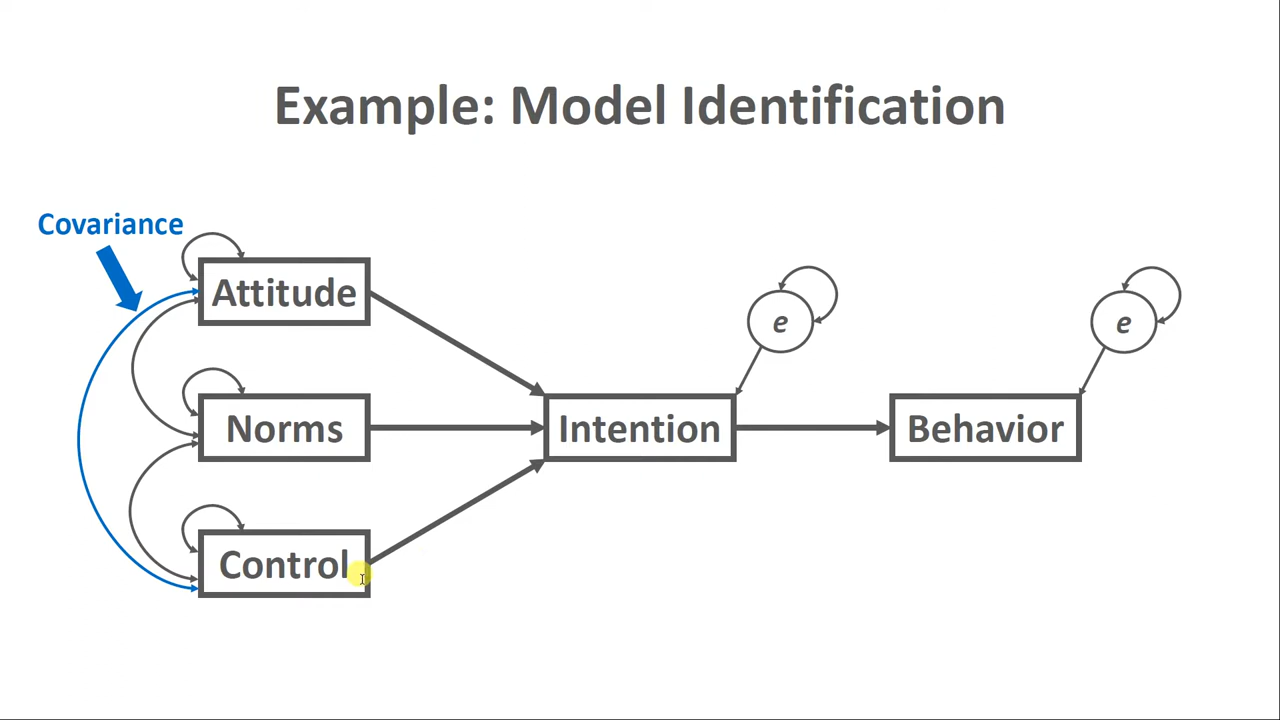 Example: Model Identification
Covariance
Attitude
Norms
Control
Intention
Behavior
e
e